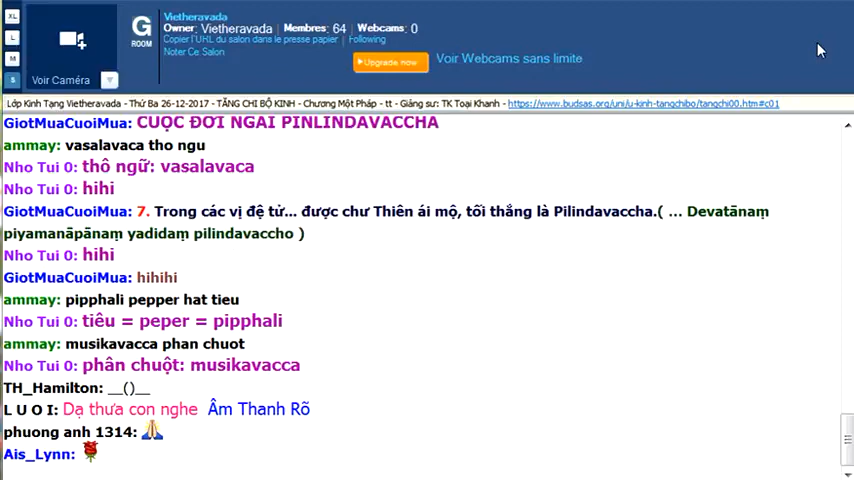 XL
L
M
S
Voir Caméra
G
ROOM
Vietheravada
Owner: Vietheravada Membres: 64 Webcams: 0
Copier l'URL du salon dans le presse papier | Following
Noter Ce Salon
Upgrade now
Voir Webcams sans limite
Lớp Kinh Tạng Vietheravada - Thứ Ba 26-12-2017 - TĂNG CHI BỘ KINH - Chương Một Pháp - tt - Giảng sư: TK Toại Khanh - https://www.budsas.org/uni/u-kinh-tangchibo/tangchi00.htm#c01
GiotMuaCuoiMua: CUỘC ĐỜI NGÀI PINLINDAVACCHA
ammay: vasalavaca tho ngu
Nho Tui 0: thô ngữ: vasalavaca
Nho Tui 0: hihi
GiotMuaCuoiMua: 7. Trong các vị đệ tử... được chư Thiên ái mộ, tối thắng là Pilindavaccha.( ... Devatānaṃ
piyamanāpānaṃ yadidaṃ pilindavaccho )
Nho Tui 0: hihi
GiotMuaCuoiMua: hihihi
ammay: pipphali pepper hat tieu
Nho Tui 0: tiêu = peper = pipphali
ammay: musikavacca phan chuot
Nho Tui 0: phân chuột: musikavacca
TH_Hamilton: __()__
L U O I: Dạ thưa con nghe Âm Thanh Rõ
phuong anh 1314:
Ais_Lynn: